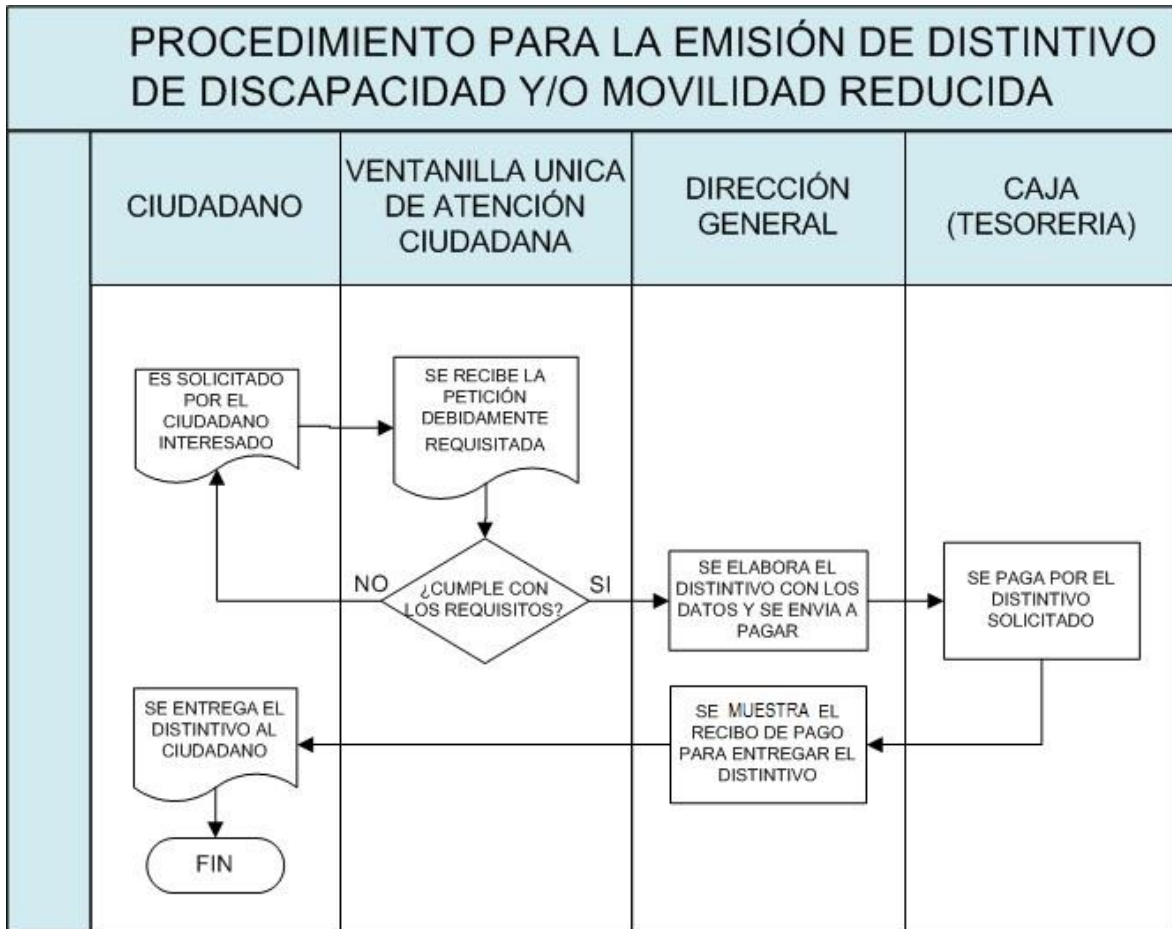 PROCEDIMIENTO PARA LA EMISIÓN DE DISTINTIVO
DE DISCAPACIDAD Y/O MOVILIDAD REDUCIDA
CIUDADANO
VENTANILLA UNICA
DE ATENCIÓN
CIUDADANA
DIRECCIÓN
GENERAL
CAJA
(TESORERIA)
ES SOLICITADO
POR EL
CIUDADANO
INTERESADO
SE RECIBE LA
PETICIÓN
DEBIDAMENTE
REQUISITADA
NO
¿CUMPLE CON
LOS REQUISITOS?
SI
SE ELABORA EL
DISTINTIVO CON LOS
DATOS Y SE ENVIA A
PAGAR
SE PAGA POR EL
DISTINTIVO
SOLICITADO
SE MUESTRA EL
RECIBO DE PAGO
PARA ENTREGAR EL
DISTINTIVO
SE ENTREGA EL
DISTINTIVO AL
CIUDADANO
FIN